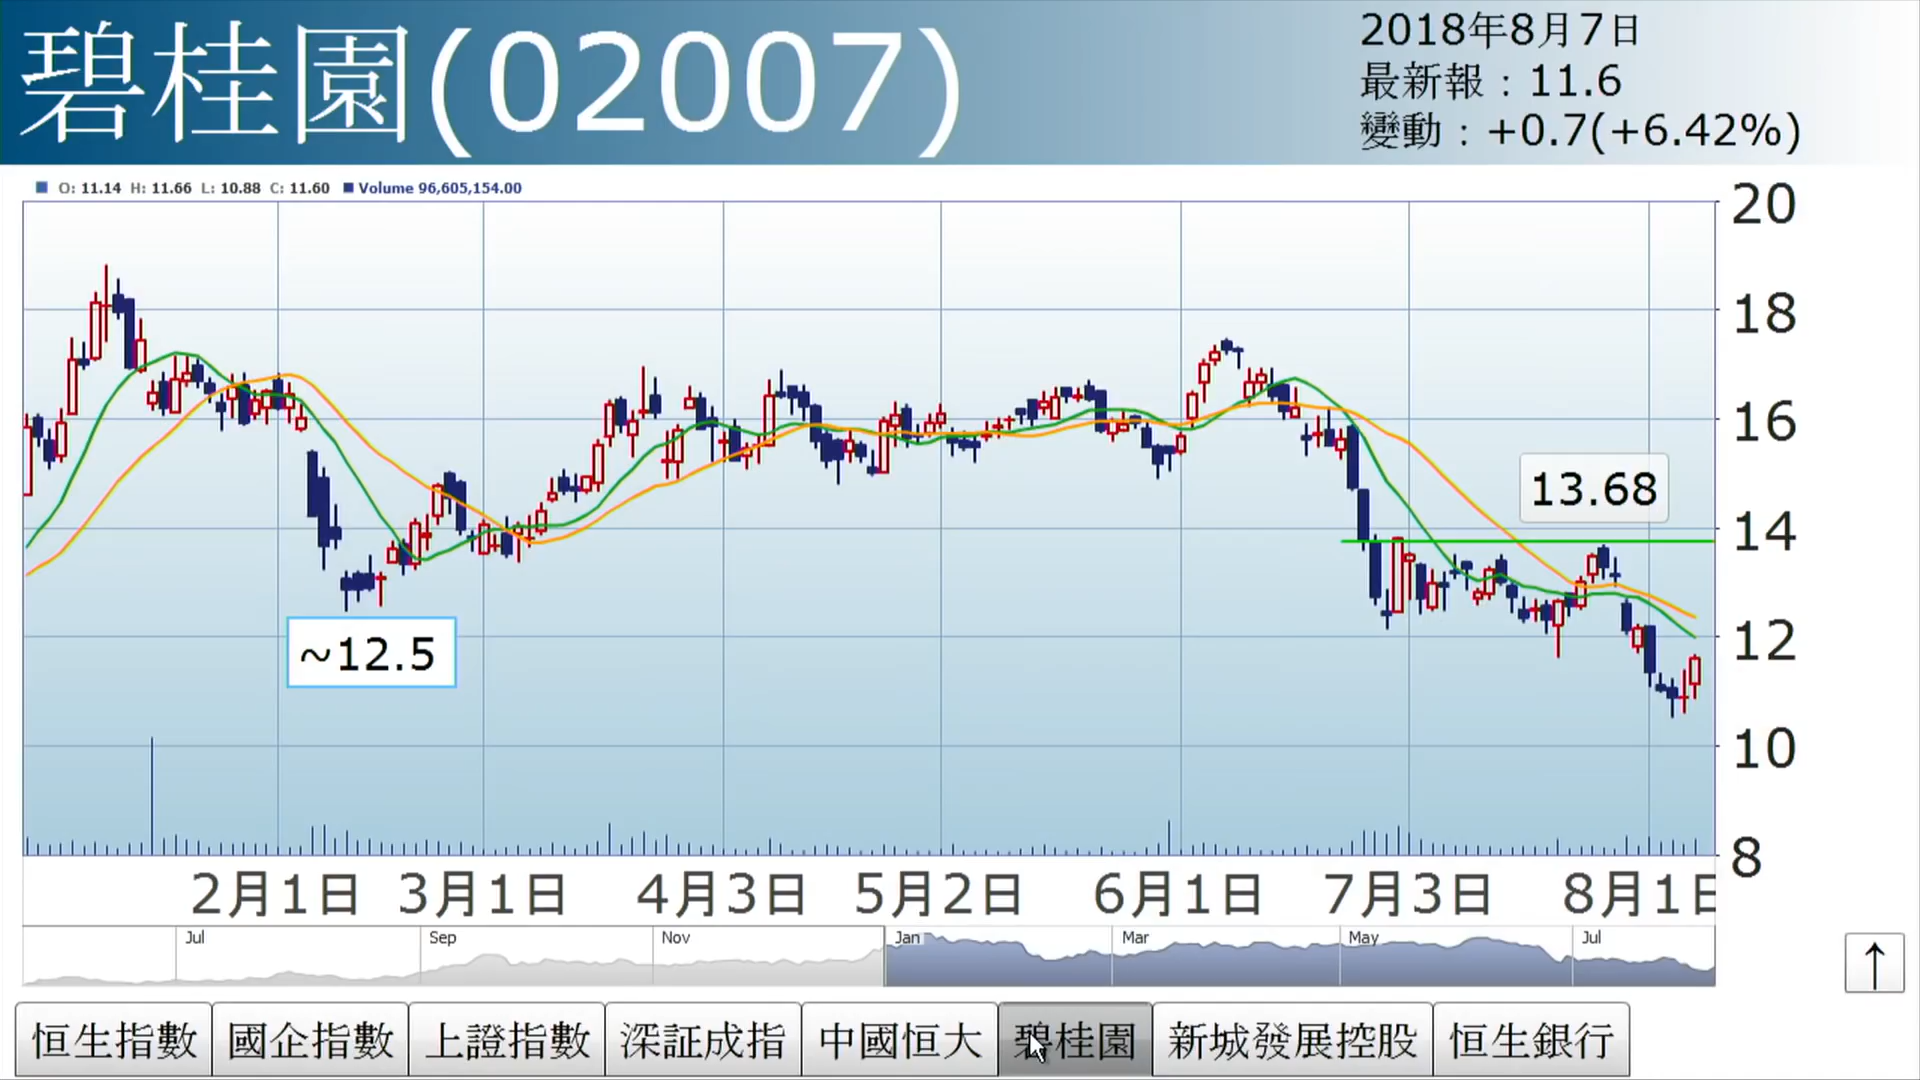 碧桂園(02007)
2018年8月7日
最新報：11.6
變動：+0.7(+6.42%)
O: 11.14 H: 11.66 L: 10.88 C: 11.60 Volume 96,605,154.00
20
18
16
14
12
10
8
13.68
~12.5
2月1日 3月1日 4月3日 5月2日 6月1日 7月3日 8月1日
Jul Sep Nov Jan Mar May Jul
↑
恒生指數 國企指數 上證指數 深証成指 中國恒大 碧桂園 新城發展控股 恒生銀行